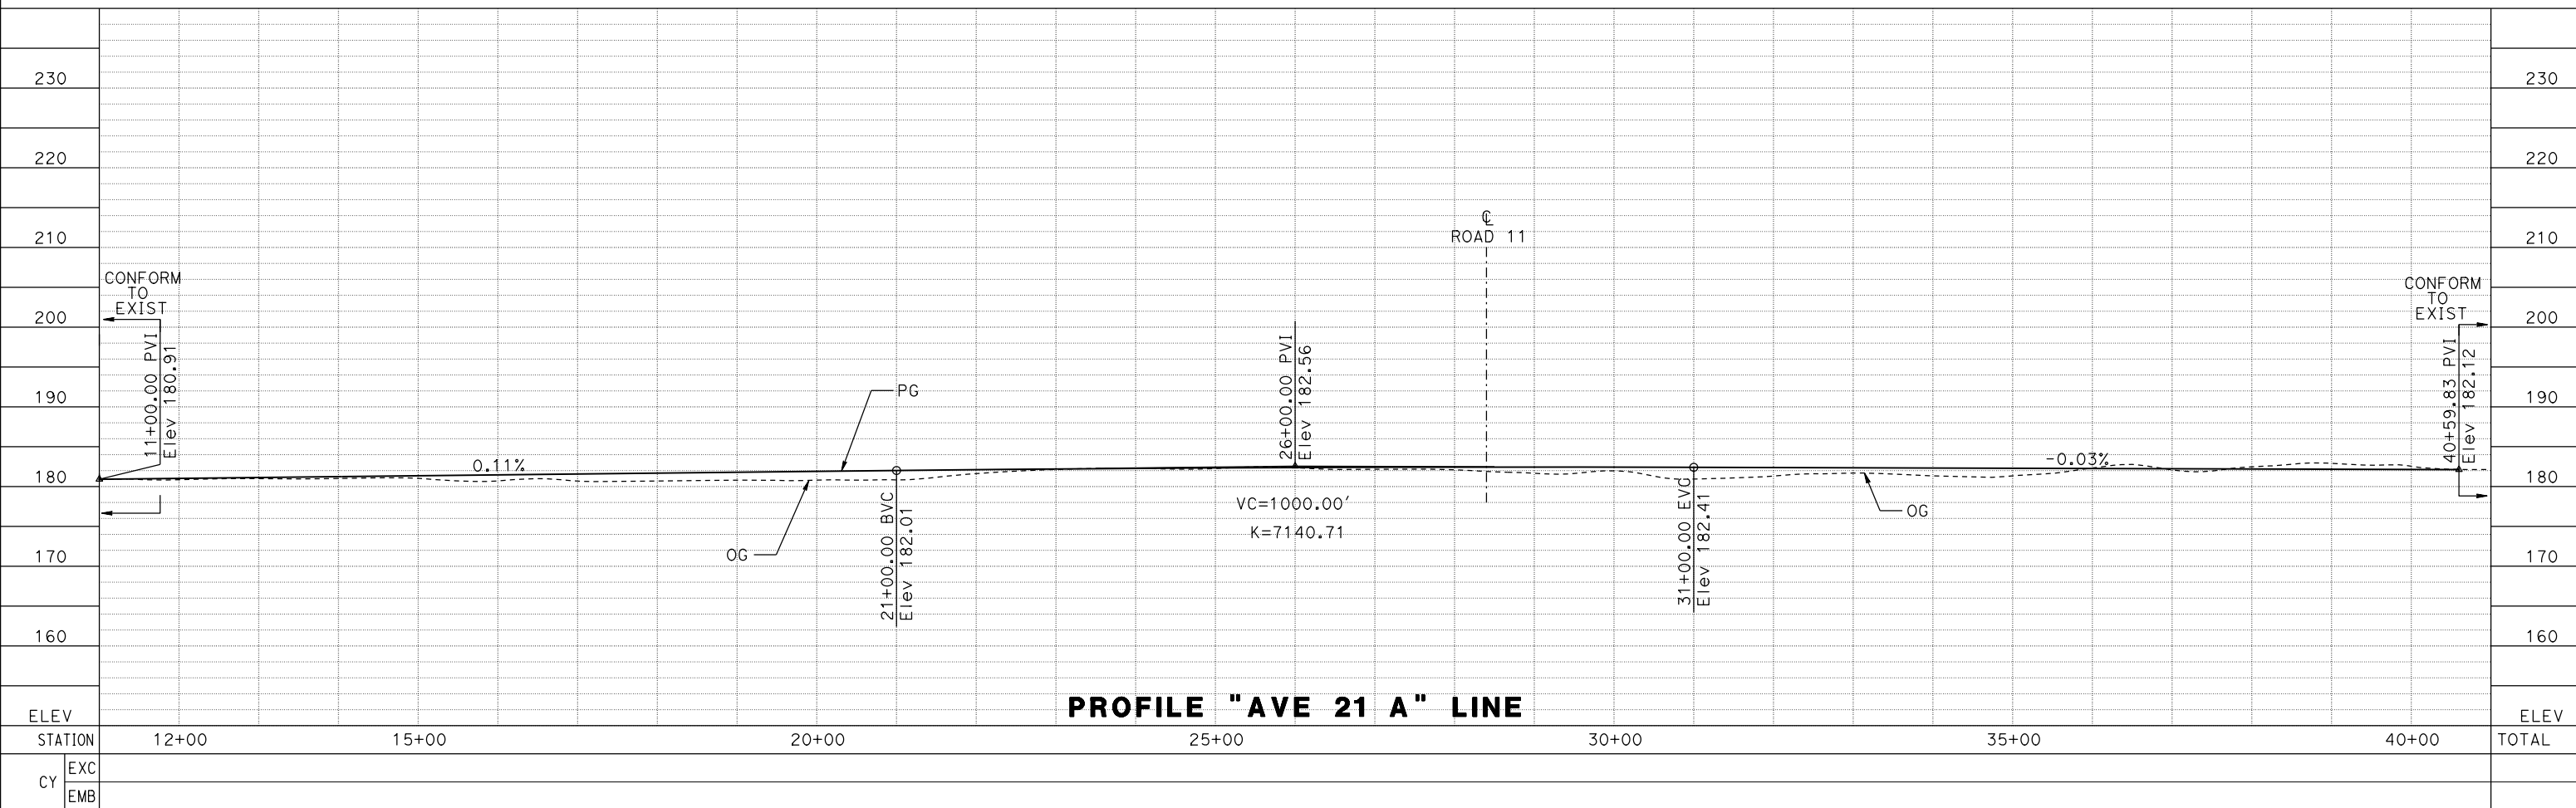 230
220
210
200
190
180
170
160
ELEV
STATION
CONFORM
TO
EXIST
11+00.00 PVI
Elev 180.91
0.11%
PG
OG
21+00.00 BVC
Elev 182.01
26+00.00 PVI
Elev 182.56
VC=1000.00'
K=7140.71
℄
ROAD 11
31+00.00 EVC
Elev 182.41
OG
-0.03%
CONFORM
TO
EXIST
40+59.83 PVI
Elev 182.12
230
220
210
200
190
180
170
160
ELEV
PROFILE "AVE 21 A" LINE
12+00 15+00 20+00 25+00 30+00 35+00 40+00 TOTAL
CY
EXC
EMB